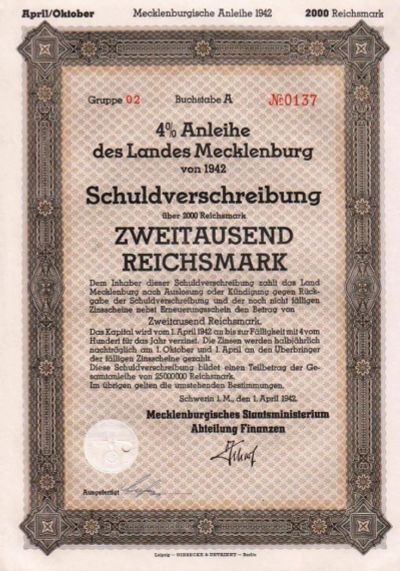 April/Oktober Mecklenburgische Anleihe 1942 2000 Reichsmark
Gruppe 02 Buchstabe A № 0137
4% Anleihe
des Landes Mecklenburg
von 1942
Schuldverschreibung
über 2000 Reichsmark
ZWEITAUSEND
REICHSMARK
Dem Inhaber dieser Schuldverschreibung zahlt das Land
Mecklenburg nach Auslosung oder Kündigung gegen Rück-
gabe der Schuldverschreibung und der noch nicht fälligen
Zinsscheine nebst Erneuerungsschein den Betrag von
Zweitausend Reichsmark.
Das Kapital wird vom 1. April 1942 an bis zur Fälligkeit mit 4 vom
Hundert für das Jahr verzinst. Die Zinsen werden halbjährlich
nachträglich am 1. Oktober und 1. April an den Überbringer
der fälligen Zinsscheine gezahlt.
Diese Schuldverschreibung bildet einen Teilbetrag der Ge-
samtanleihe von 25000000 Reichsmark.
Im übrigen gelten die umstehenden Bestimmungen.
Schwerin i. M., den 1. April 1942.
Mecklenburgisches Staatsministerium
Abteilung Finanzen
Ausgefertigt
Leipzig — GIESECKE & DEVRIENT — Berlin